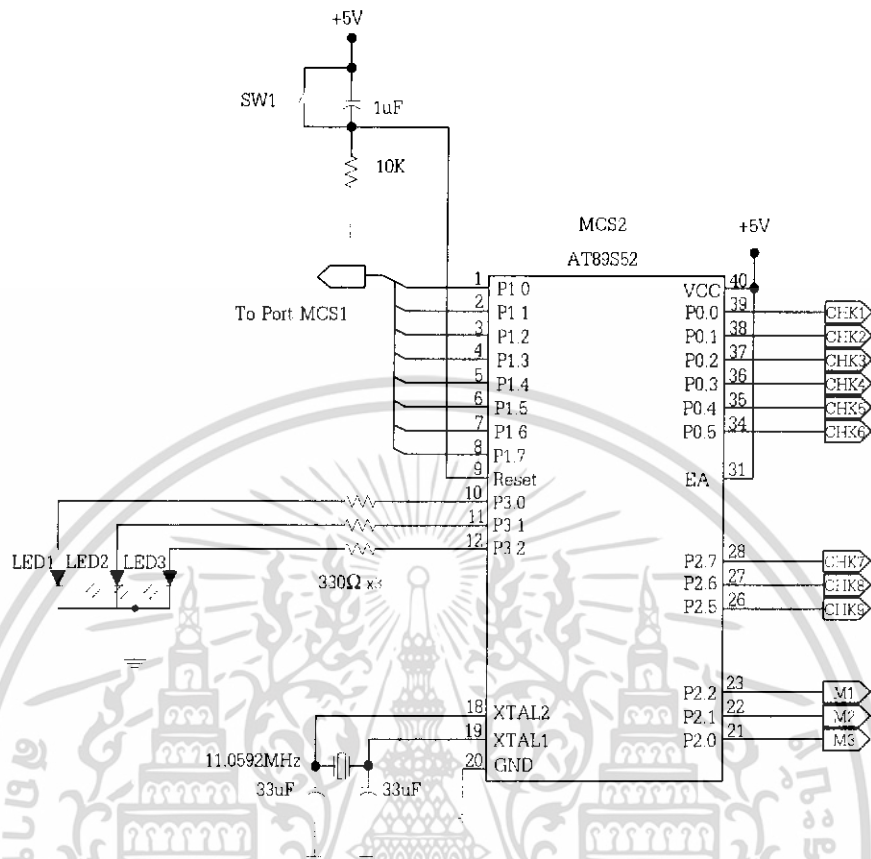 +5V
SW1
1uF
10K
MCS2
+5V
AT89S52
To Port MCS1
1 P1 0
2 P1 1
3 P1.2
4 P1.3
5 P1.4
6 P1.5
7 P1 6
8 P1.7
9 Reset
10 P3.0
11 P3 1
12 P3 2
18 XTAL2
19 XTAL1
20 GND
VCC 40
P0.0 39 CHK1
P0.1 38 CHK2
P0.2 37 CHK3
P0.3 36 CHK4
P0.4 35 CHK5
P0.5 34 CHK6
EA 31
P2.7 28 CHK7
P2.6 27 CHK8
P2.5 26 CHK9
P2.2 23 M1
P2.1 22 M2
P2.0 21 M3
LED1 LED2 LED3
330Ω x3
11.0592MHz
33uF 33uF